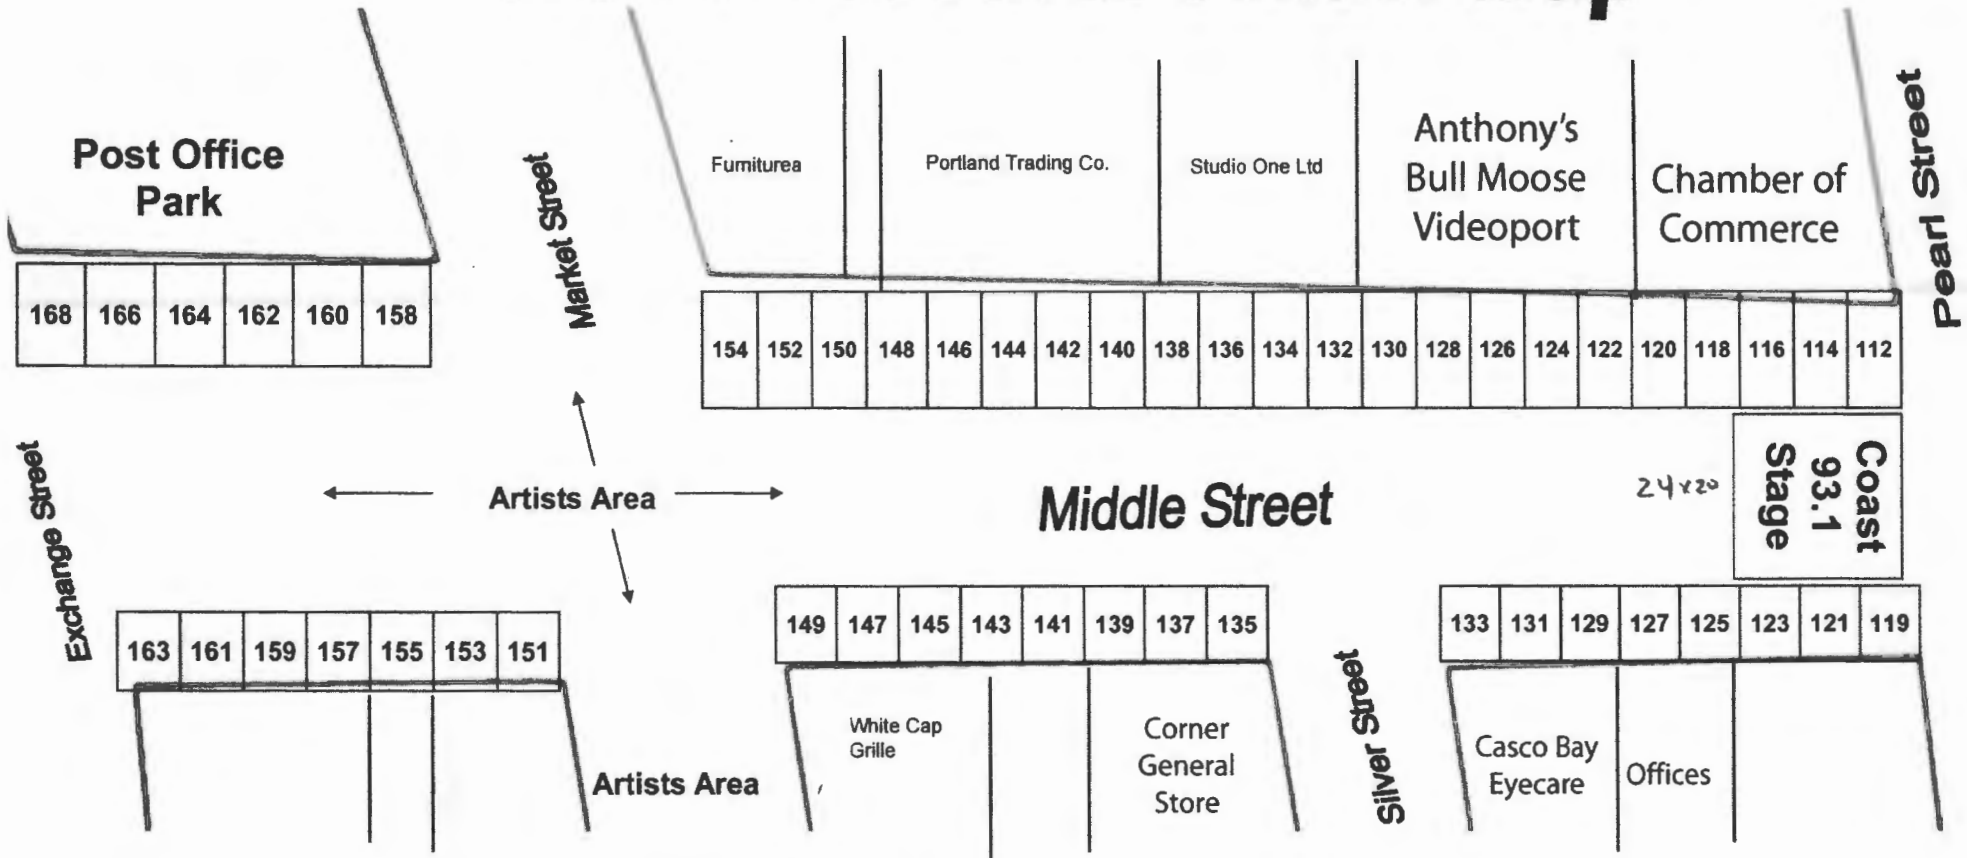 Post Office
Park
Market Street
Furniturea
Portland Trading Co.
Studio One Ltd
Anthony's
Bull Moose
Videoport
Chamber of
Commerce
Pearl Street
168 166 164 162 160 158
154 152 150 148 146 144 142 140 138 136 134 132 130 128 126 124 122 120 118 116 114 112
Exchange Street
Artists Area
Middle Street
24x20
Coast
93.1
Stage
163 161 159 157 155 153 151
149 147 145 143 141 139 137 135
133 131 129 127 125 123 121 119
Artists Area
White Cap
Grille
Corner
General
Store
Silver Street
Casco Bay
Eyecare
Offices